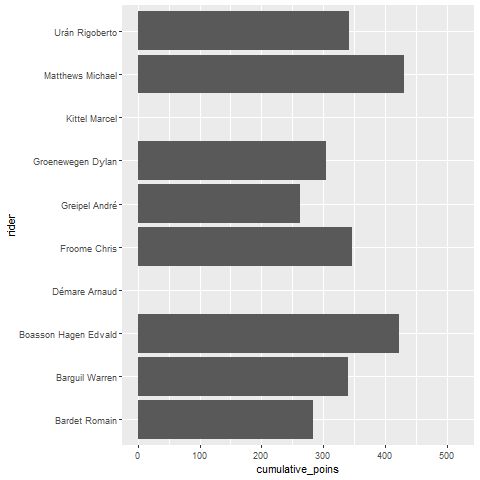 Urán Rigoberto
Matthews Michael
Kittel Marcel
Groenewegen Dylan
Greipel André
Froome Chris
Démare Arnaud
Boasson Hagen Edvald
Barguil Warren
Bardet Romain
rider
0 100 200 300 400 500
cumulative_poins